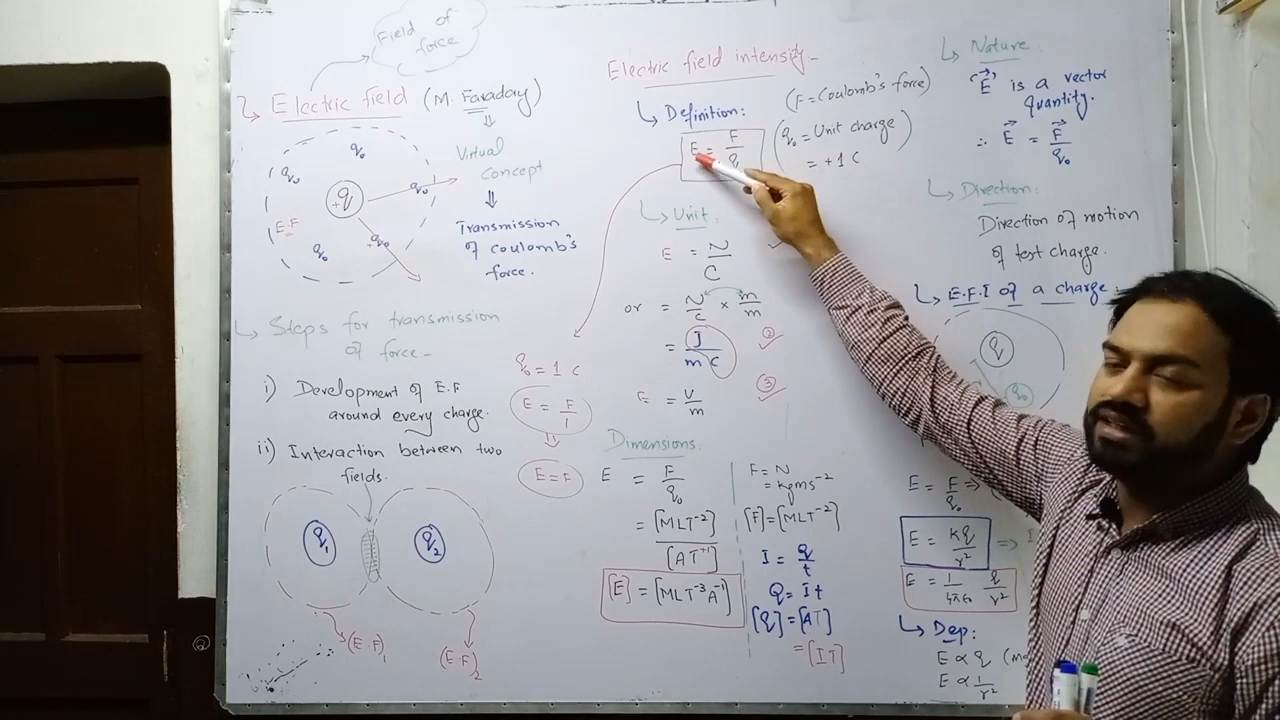 Field of
force
Electric field (M. Faraday)
q₀
q₀
+q
q₀
E.F
q₀
+q₀
Virtual
concept
⇓
Transmission
of coulomb's
force.
Steps for transmission
of force-
i) Development of E.F
around every charge.
ii) Interaction between two
fields.
q₁
q₂
(E.F)₁
(E.F)₂
Electric field intensity-
Definition:
(F=Coulomb's force)
E = F/q
(q₀ = Unit charge
= +1 C)
Unit:
E = N/C
or = N/C × m/m
= J/mC ②
E = V/m ③
q₀ = 1 C
E = F/1
⇓
E=F
Dimensions:
E = F/q₀
= [MLT⁻²]/[AT⁺¹]
[E] = [MLT⁻³A⁻¹]
F = N
= kgms⁻²
[F]=[MLT⁻²]
I = Q/t
Q = It
[Q] = [AT]
= [IT]
Nature:
'E⃗' is a vector
quantity.
∴ E⃗ = F⃗/q₀
Direction:
Direction of motion
of test charge.
E.F.I of a charge:
q
q₀
E = F/q₀ ⇒
E = Kq/r² ⇒
E = 1/4πε₀ q/r²
Dep:
E ∝ q
E ∝ 1/r²